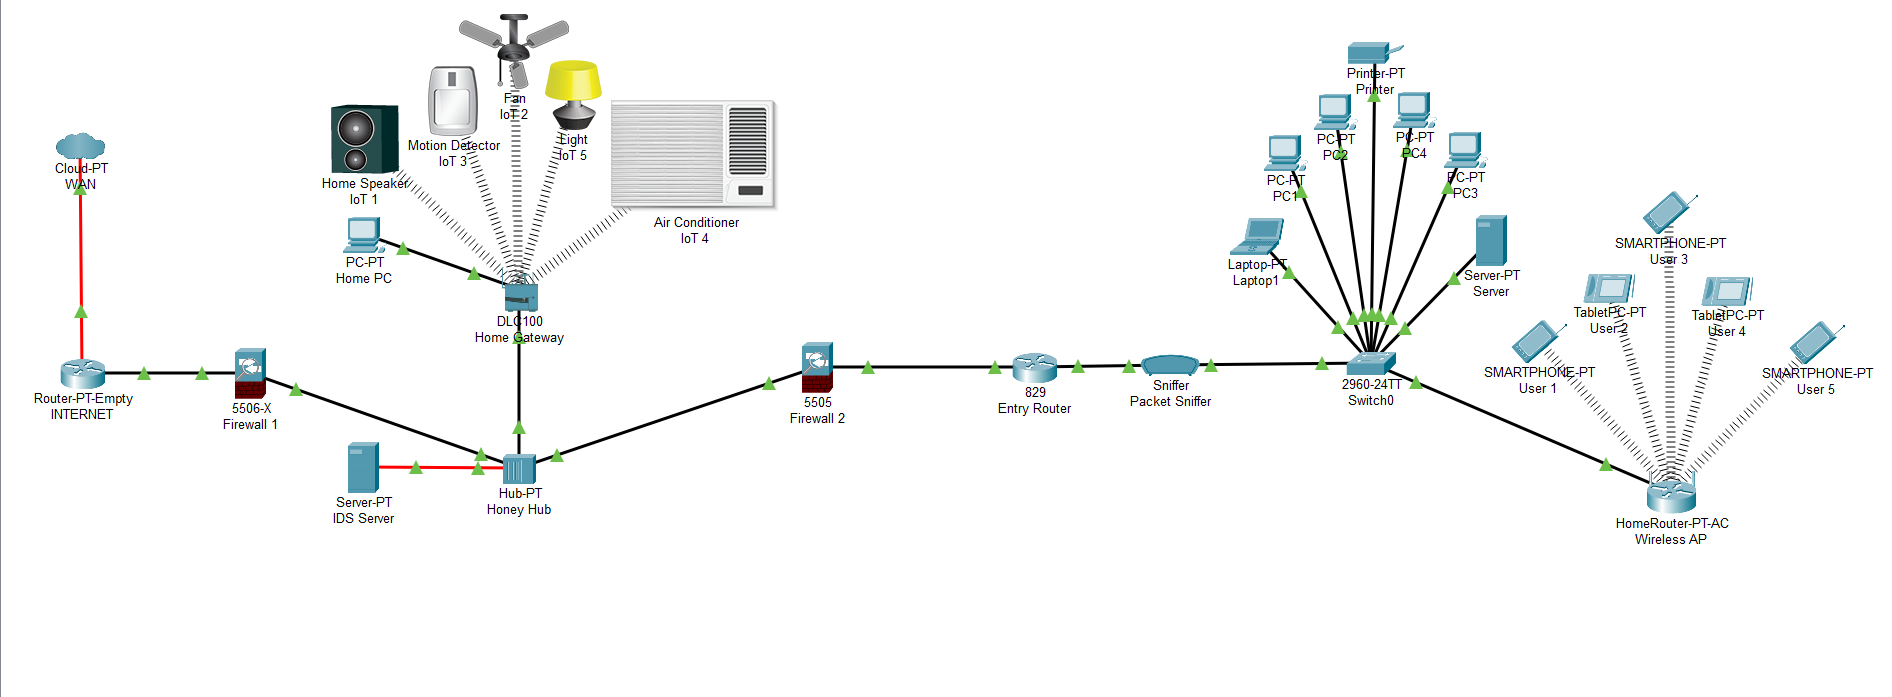 Cloud-PT
WAN
Router-PT-Empty
INTERNET
5506-X
Firewall 1
Home Speaker
IoT 1
Motion Detector
IoT 3
Fan
IoT 2
Light
IoT 5
Air Conditioner
IoT 4
PC-PT
Home PC
DLC100
Home Gateway
Server-PT
IDS Server
Hub-PT
Honey Hub
5505
Firewall 2
829
Entry Router
Sniffer
Packet Sniffer
2960-24TT
Switch0
Laptop-PT
Laptop1
PC-PT
PC1
PC-PT
PC2
Printer-PT
Printer
PC-PT
PC4
PC-PT
PC3
Server-PT
Server
SMARTPHONE-PT
User 1
TabletPC-PT
User 2
SMARTPHONE-PT
User 3
TabletPC-PT
User 4
SMARTPHONE-PT
User 5
HomeRouter-PT-AC
Wireless AP